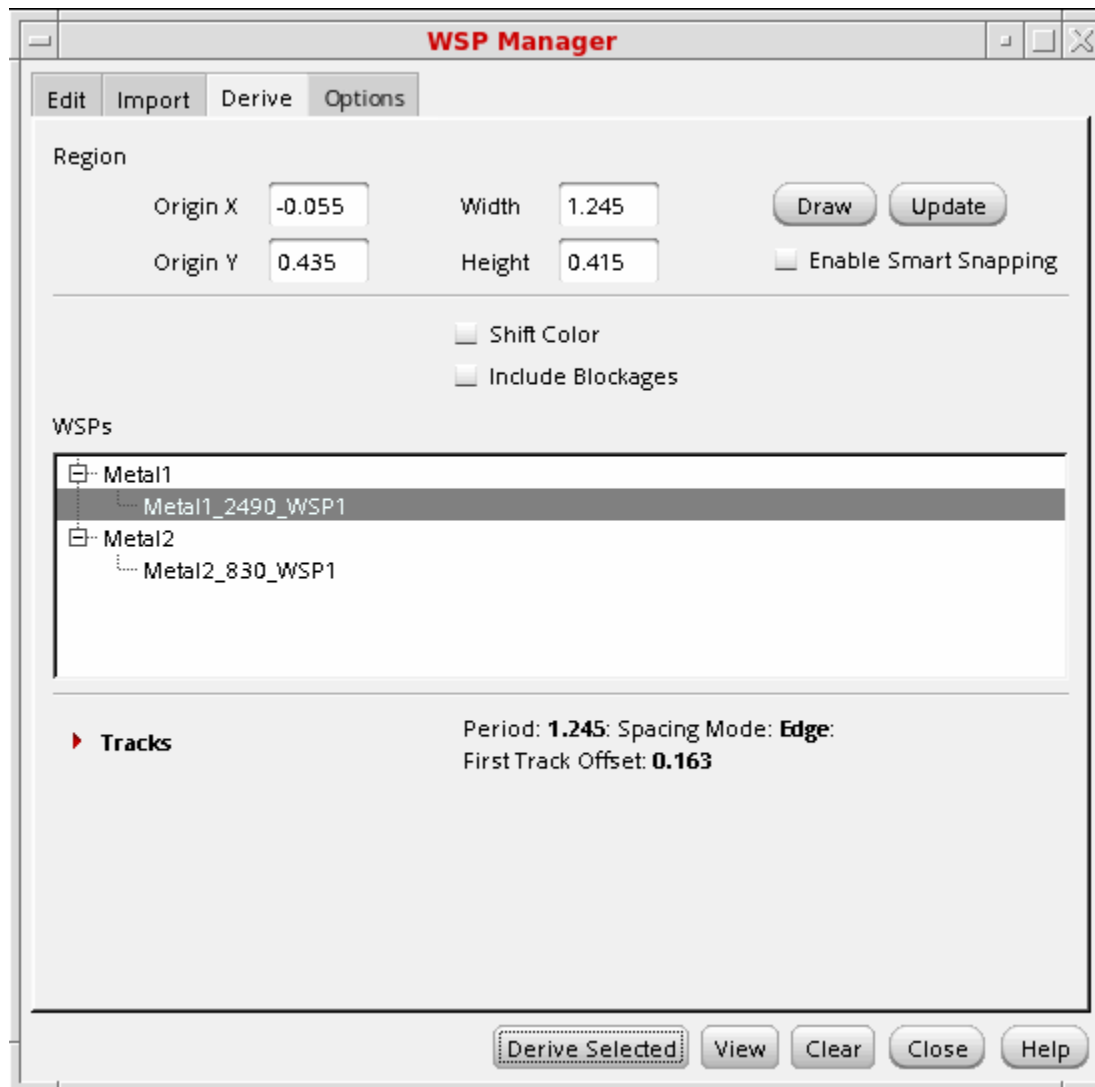 WSP Manager
Edit Import Derive Options
Region
Origin X -0.055 Width 1.245 Draw Update
Origin Y 0.435 Height 0.415 Enable Smart Snapping
Shift Color
Include Blockages
WSPs
Metal1
Metal1_2490_WSP1
Metal2
Metal2_830_WSP1
Tracks
Period: 1.245: Spacing Mode: Edge:
First Track Offset: 0.163
Derive Selected View Clear Close Help